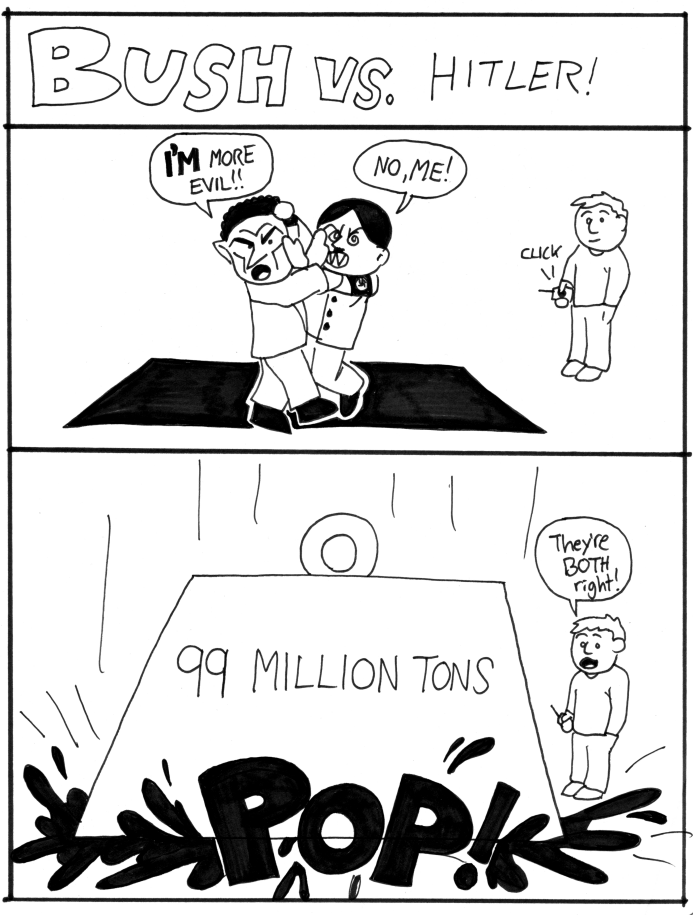 BUSH VS. HITLER!
I'M MORE
EVIL!!
NO, ME!
CLICK
They're
BOTH
right!
99 MILLION TONS
POP!